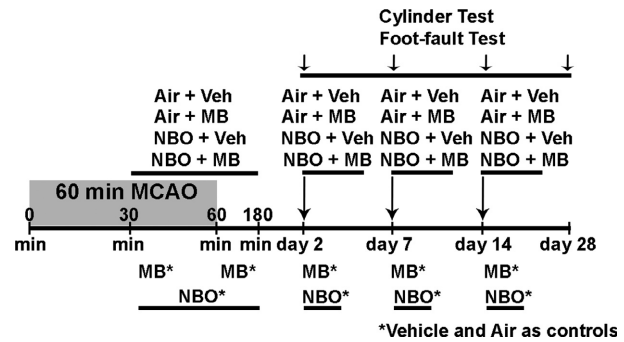 Cylinder Test
Foot-fault Test
Air + Veh Air + Veh Air + Veh Air + Veh
Air + MB Air + MB Air + MB Air + MB
NBO + Veh NBO + Veh NBO + Veh NBO + Veh
NBO + MB NBO + MB NBO + MB NBO + MB
60 min MCAO
0 30 60 180
min min min min day 2 day 7 day 14 day 28
MB* MB* MB* MB* MB*
NBO* NBO* NBO* NBO*
*Vehicle and Air as controls